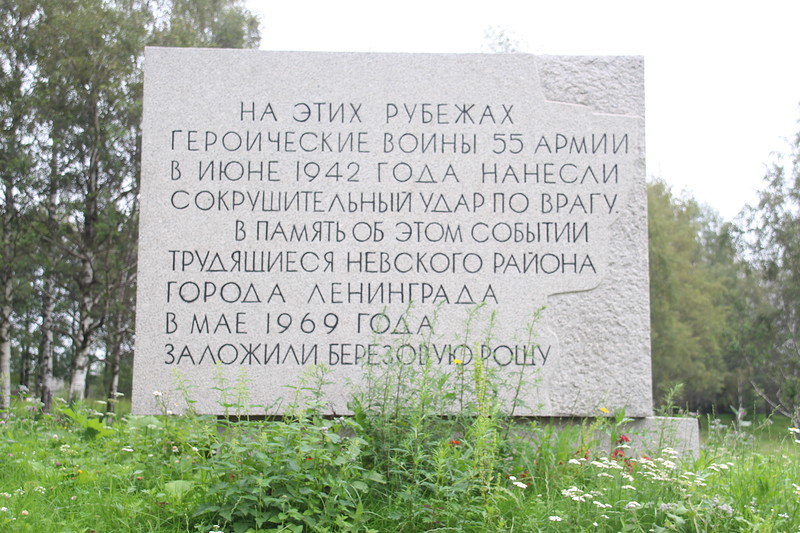 НА ЭТИХ РУБЕЖАХ
ГЕРОИЧЕСКИЕ ВОИНЫ 55 АРМИИ
В ИЮНЕ 1942 ГОДА НАНЕСЛИ
СОКРУШИТЕЛЬНЫЙ УДАР ПО ВРАГУ.
В ПАМЯТЬ ОБ ЭТОМ СОБЫТИИ
ТРУДЯЩИЕСЯ НЕВСКОГО РАЙОНА
ГОРОДА ЛЕНИНГРАДА
В МАЕ 1969 ГОДА
ЗАЛОЖИЛИ БЕРЕЗОВУЮ РОЩУ